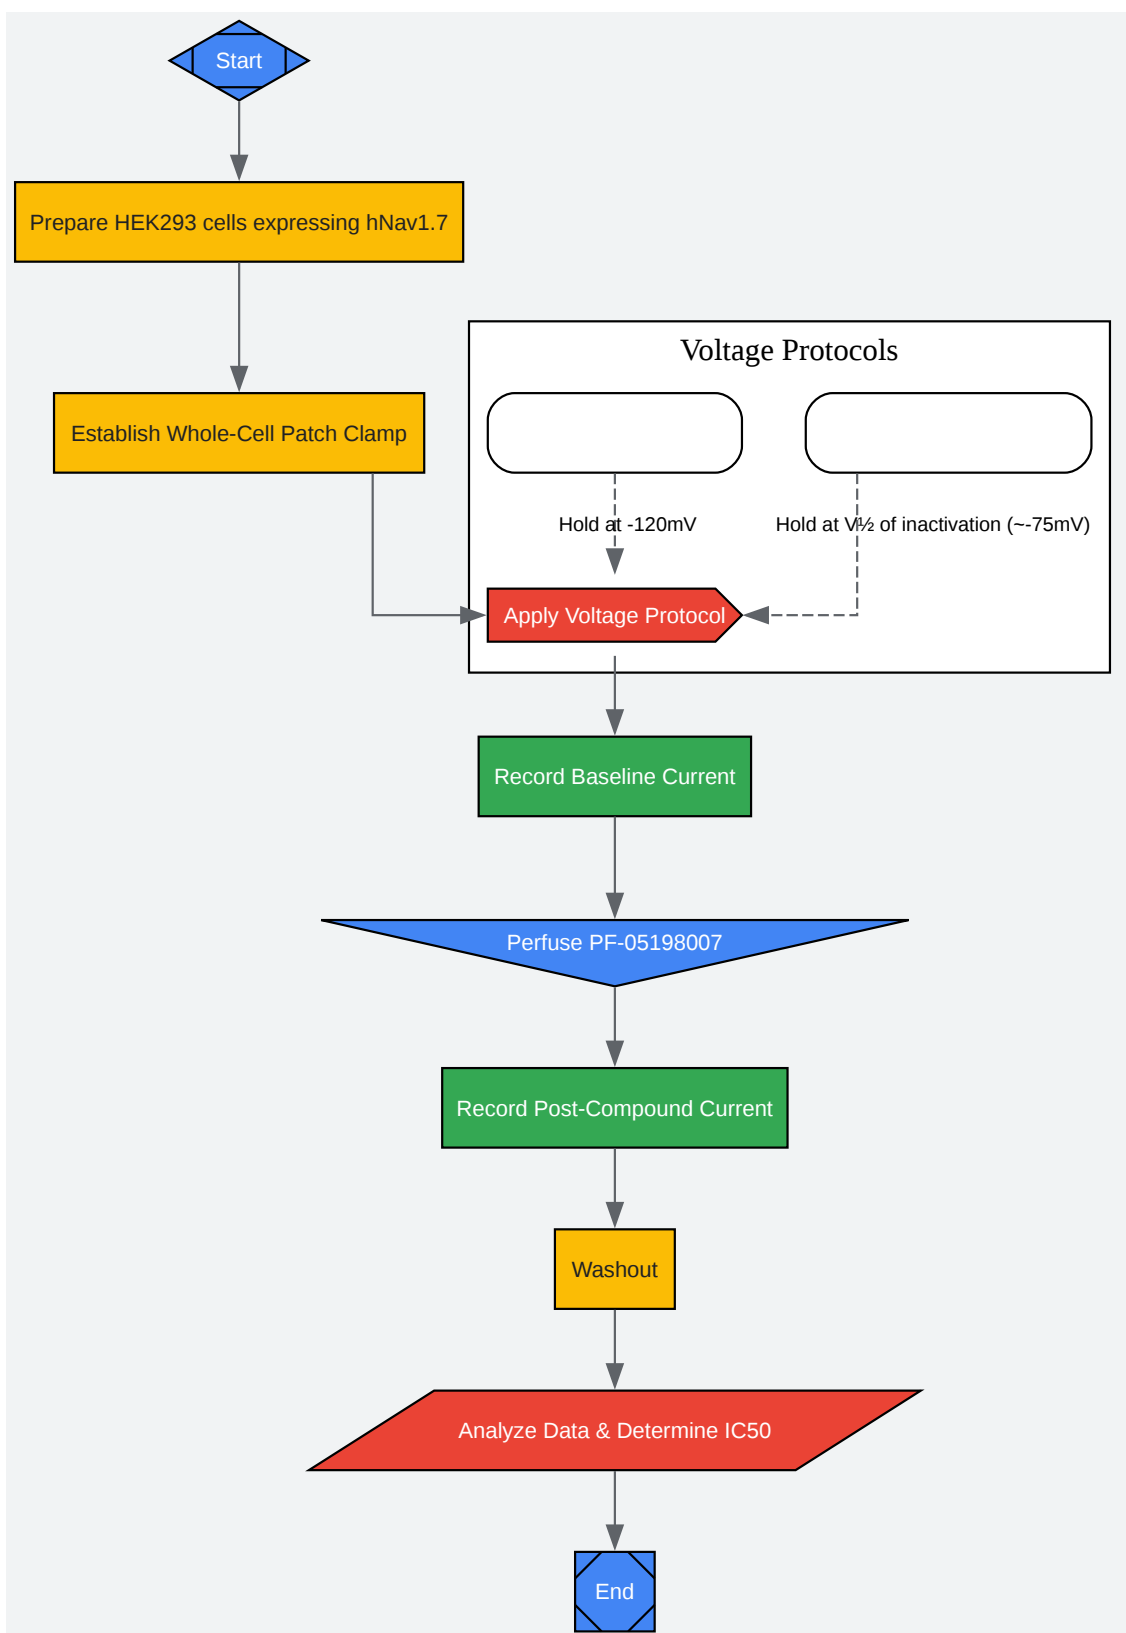 Start
Prepare HEK293 cells expressing hNav1.7
Voltage Protocols
Establish Whole-Cell Patch Clamp
Hold at -120mV
Hold at V½ of inactivation (~-75mV)
Apply Voltage Protocol
Record Baseline Current
Perfuse PF-05198007
Record Post-Compound Current
Washout
Analyze Data & Determine IC50
End